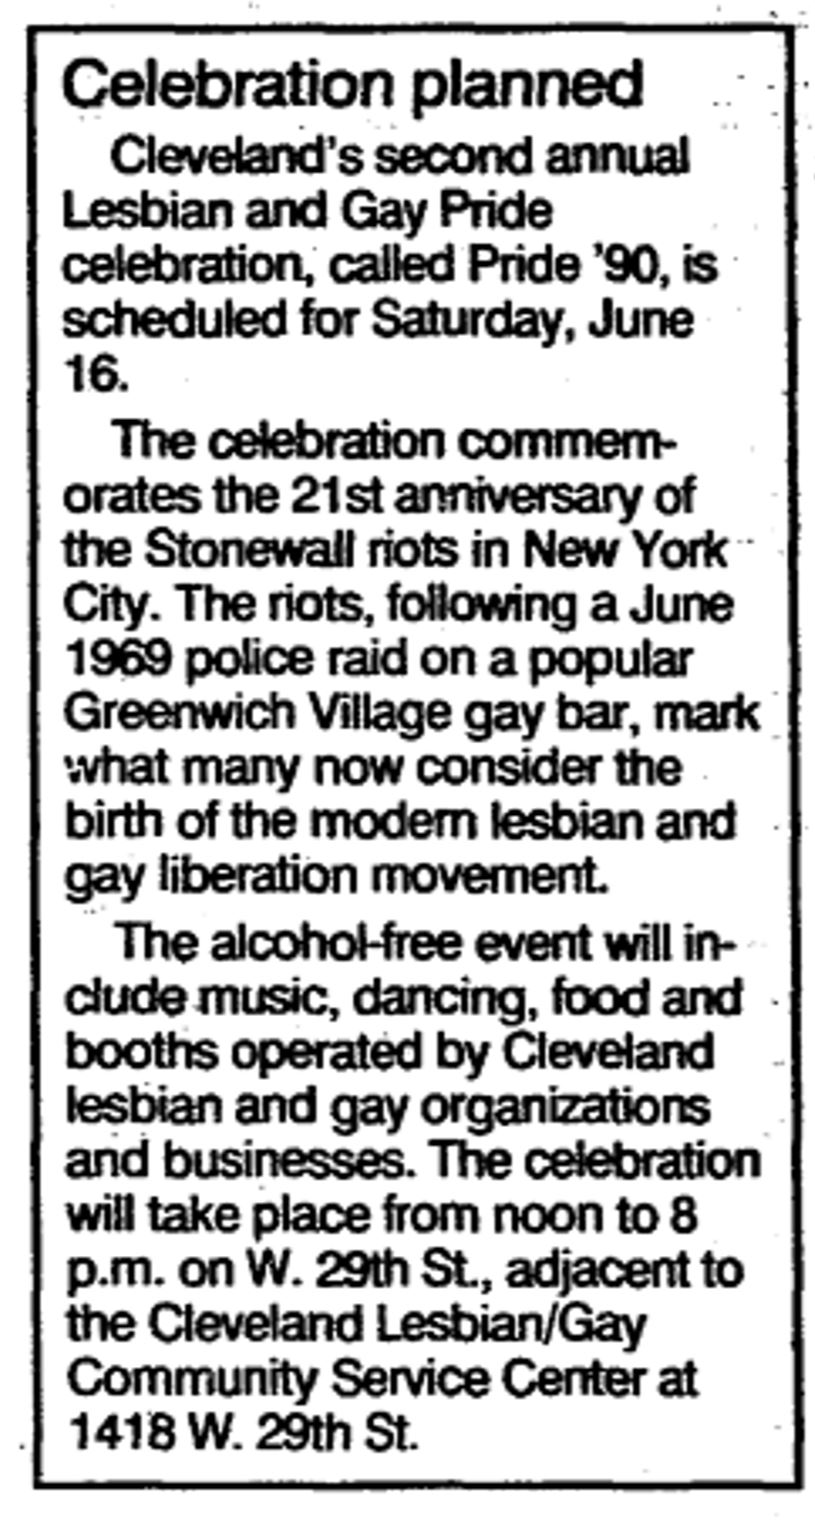 Celebration planned
Cleveland's second annual
Lesbian and Gay Pride
celebration, called Pride '90, is
scheduled for Saturday, June
16.
The celebration commem-
orates the 21st anniversary of
the Stonewall riots in New York
City. The riots, following a June
1969 police raid on a popular
Greenwich Village gay bar, mark
what many now consider the
birth of the modern lesbian and
gay liberation movement.
The alcohol-free event will in-
clude music, dancing, food and
booths operated by Cleveland
lesbian and gay organizations
and businesses. The celebration
will take place from noon to 8
p.m. on W. 29th St., adjacent to
the Cleveland Lesbian/Gay
Community Service Center at
1418 W. 29th St.